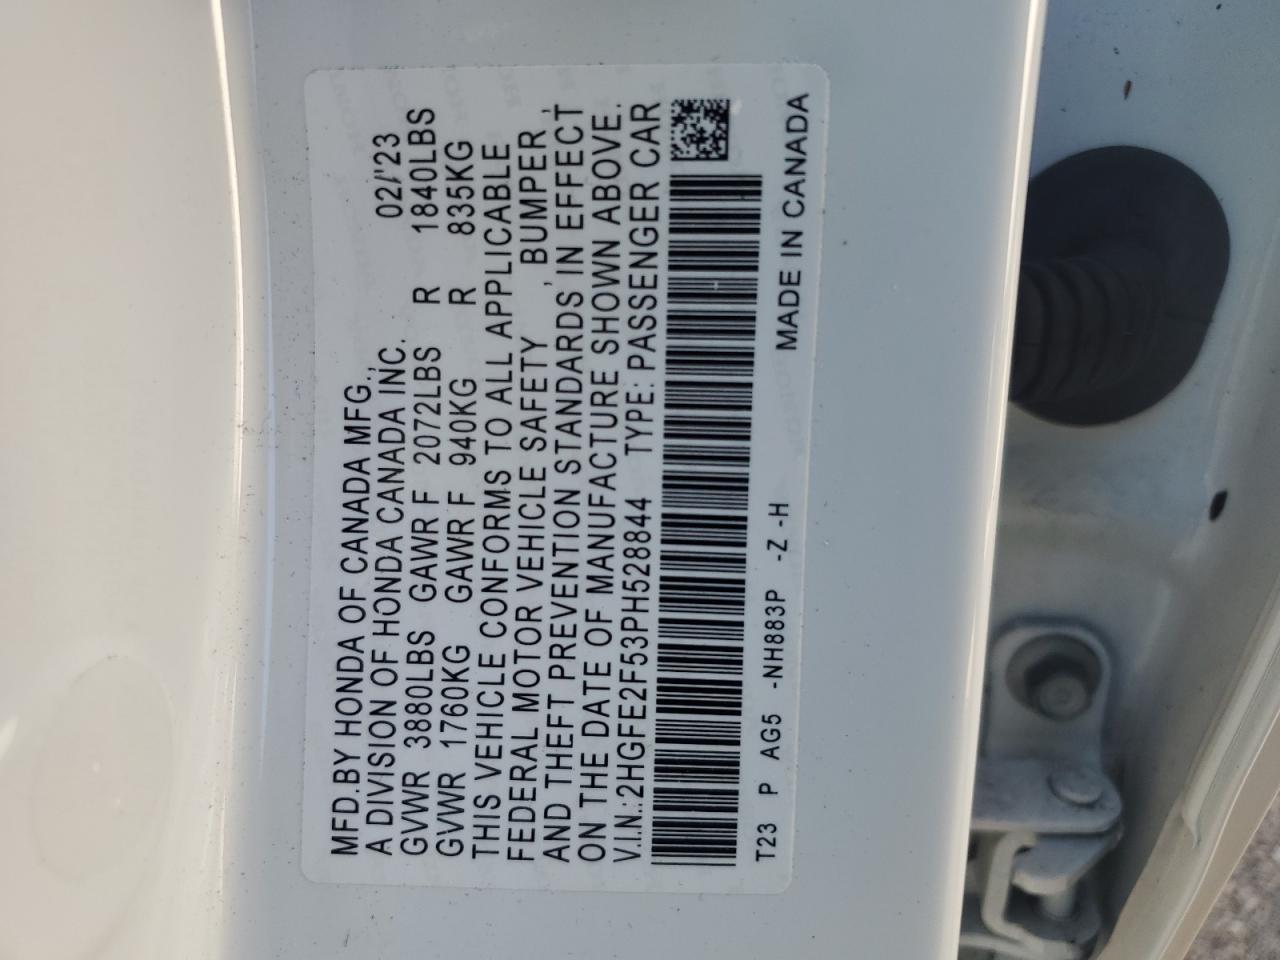 MFD.BY HONDA OF CANADA MFG.,
A DIVISION OF HONDA CANADA INC. 02/'23
GVWR 3880LBS GAWR F 2072LBS R 1840LBS
GVWR 1760KG GAWR F 940KG R 835KG
THIS VEHICLE CONFORMS TO ALL APPLICABLE
FEDERAL MOTOR VEHICLE SAFETY , BUMPER ,
AND THEFT PREVENTION STANDARDS IN EFFECT
ON THE DATE OF MANUFACTURE SHOWN ABOVE.
V.I.N.:2HGFE2F53PH528844 TYPE: PASSENGER CAR
T23 P AG5 -NH883P -Z -H MADE IN CANADA